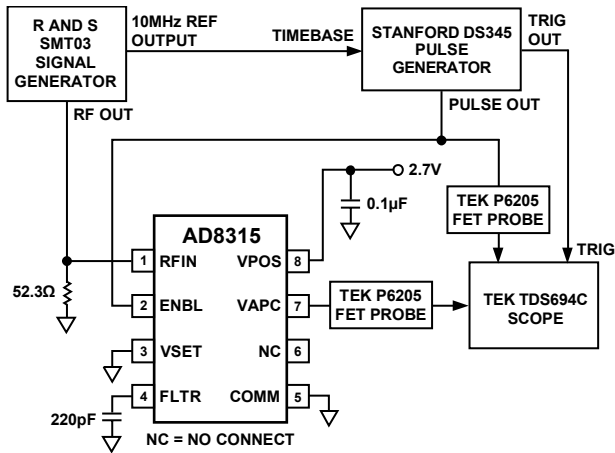 R AND S
SMT03
SIGNAL
GENERATOR
10MHz REF
OUTPUT
TIMEBASE
STANFORD DS345
PULSE
GENERATOR
TRIG
OUT
RF OUT
PULSE OUT
2.7V
0.1µF
TEK P6205
FET PROBE
TRIG
AD8315
1 RFIN
VPOS 8
52.3Ω
2 ENBL
VAPC 7
TEK P6205
FET PROBE
TEK TDS694C
SCOPE
3 VSET
NC 6
4 FLTR
COMM 5
220pF
NC = NO CONNECT